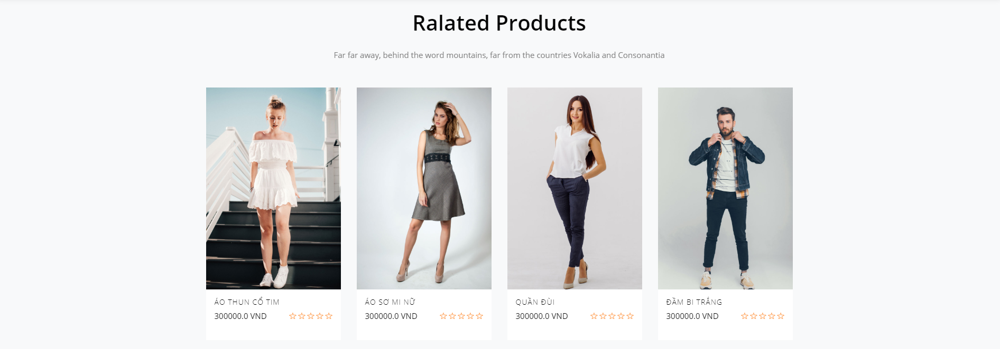 Ralated Products
Far far away, behind the word mountains, far from the countries Vokalia and Consonantia
ÁO THUN CỔ TIM
300000.0 VND
ÁO SƠ MI NỮ
300000.0 VND
QUẦN ĐÙI
300000.0 VND
ĐẦM BI TRẮNG
300000.0 VND